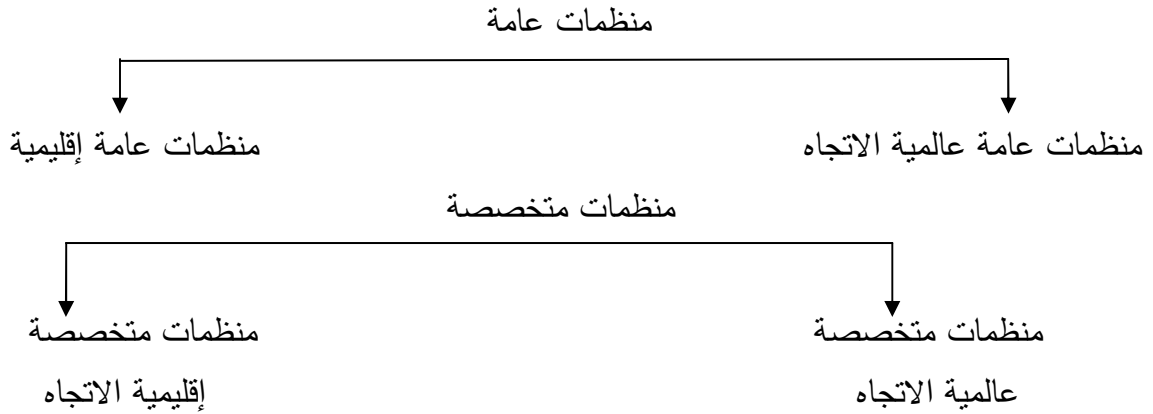 منظمات عامة
منظمات عامة عالمية الاتجاه
منظمات عامة إقليمية
منظمات متخصصة
منظمات متخصصة
عالمية الاتجاه
منظمات متخصصة
إقليمية الاتجاه